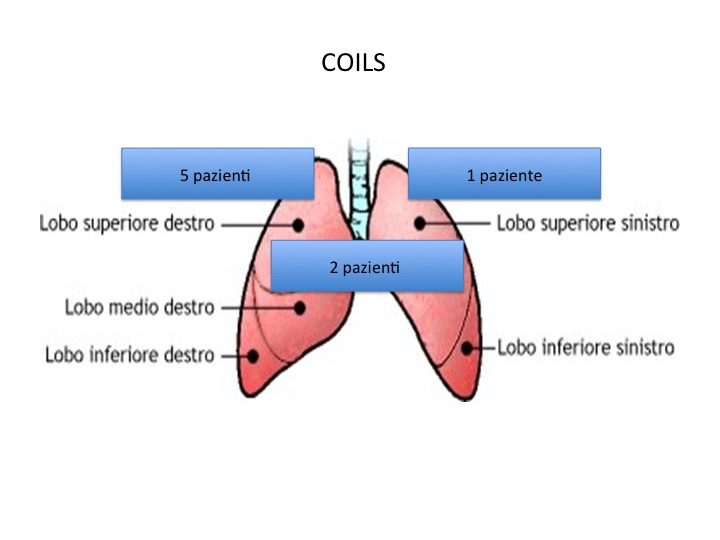 COILS
5 pazienti
1 paziente
Lobo superiore destro
Lobo superiore sinistro
2 pazienti
Lobo medio destro
Lobo inferiore destro
Lobo inferiore sinistro